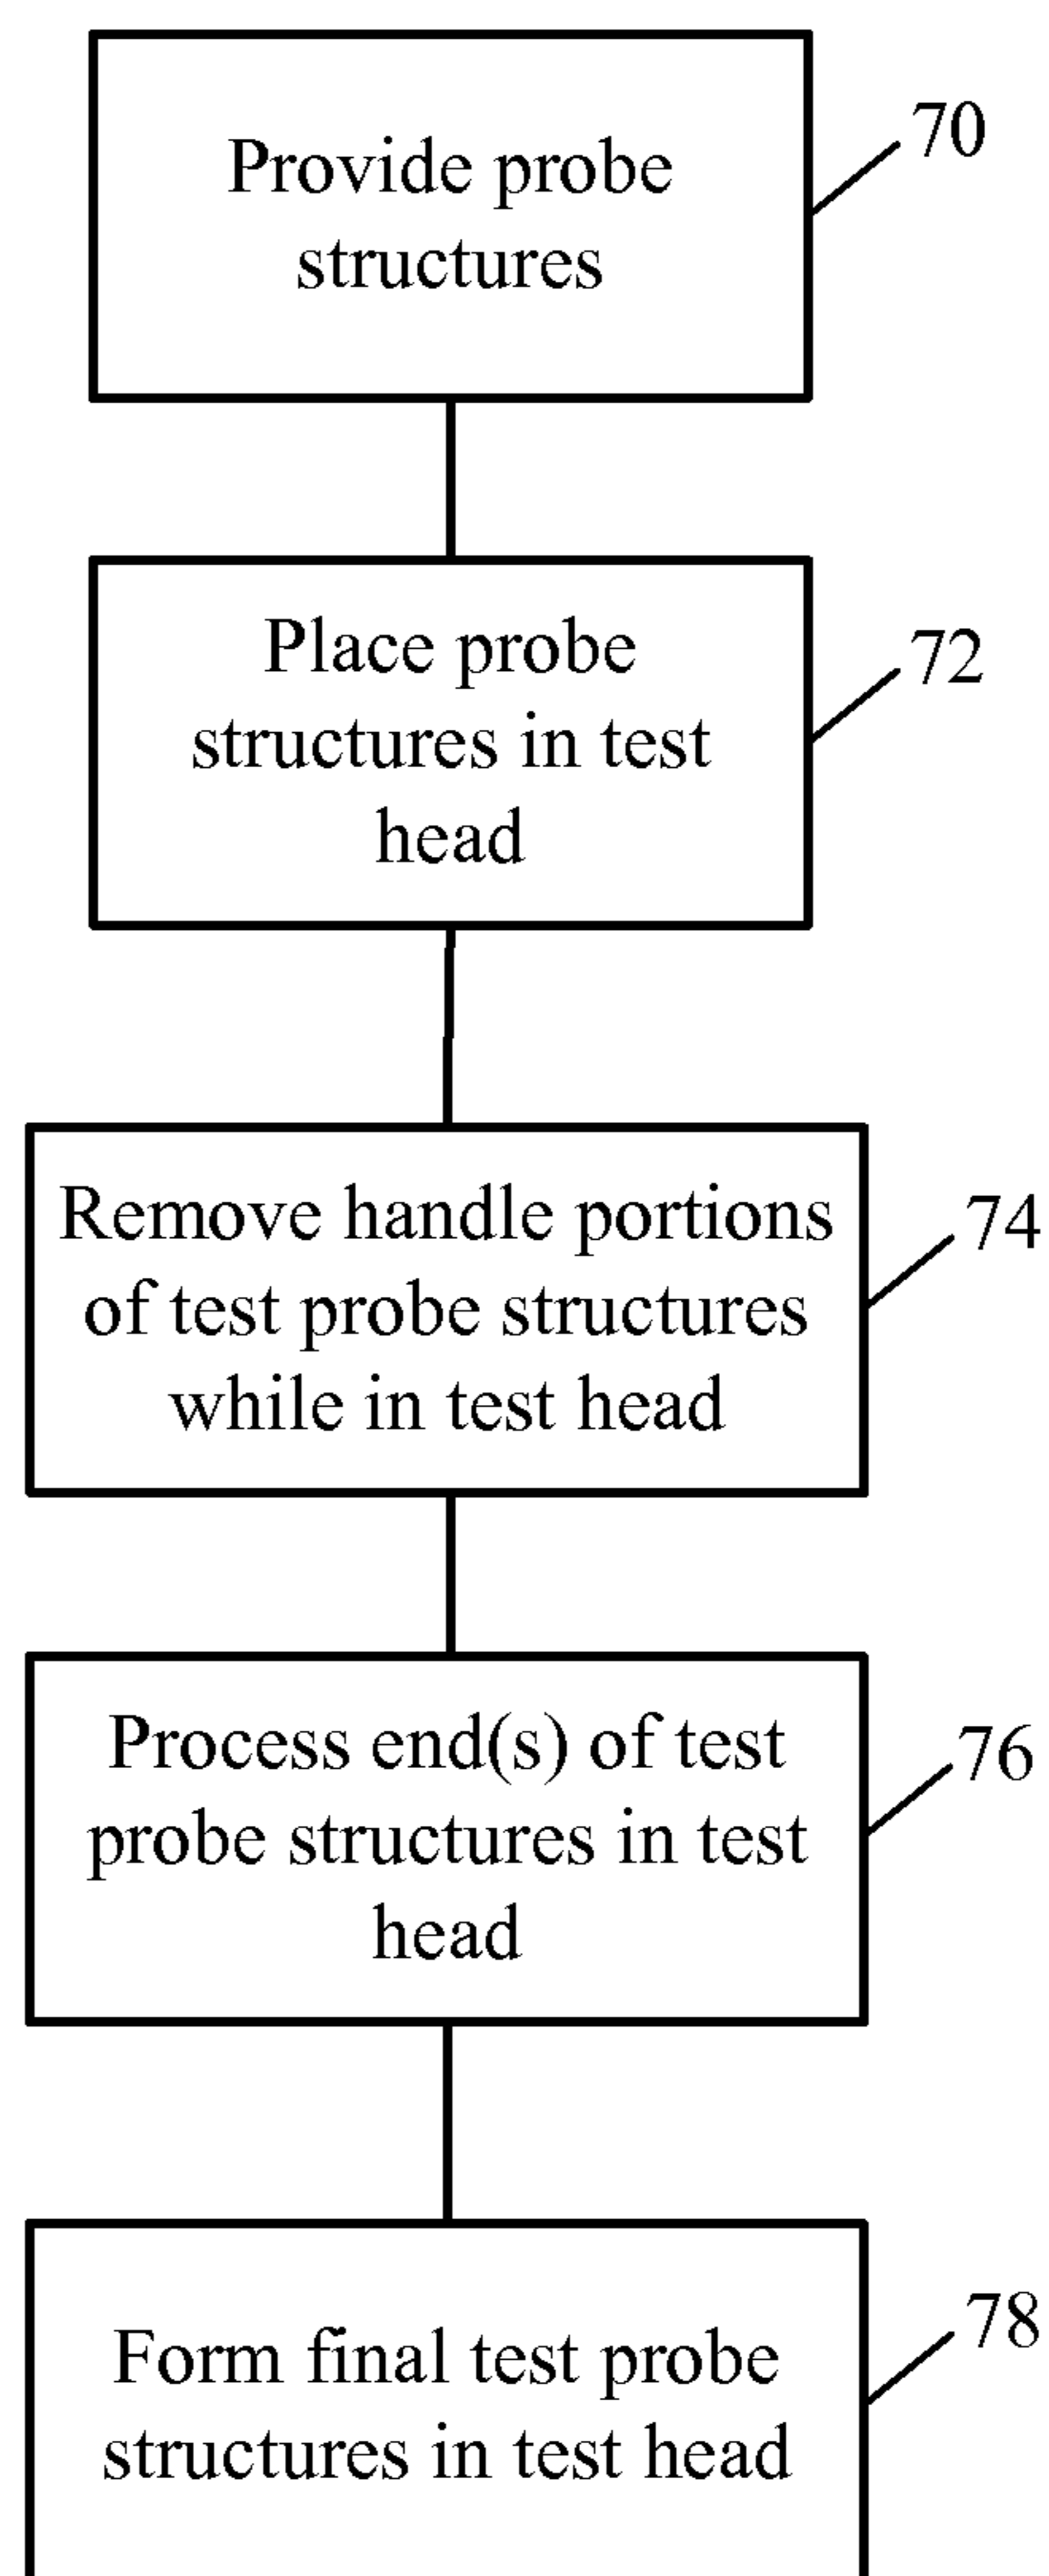 Provide probe
structures
70
Place probe
structures in test
head
72
Remove handle portions
of test probe structures
while in test head
74
Process end(s) of test
probe structures in test
head
76
Form final test probe
structures in test head
78